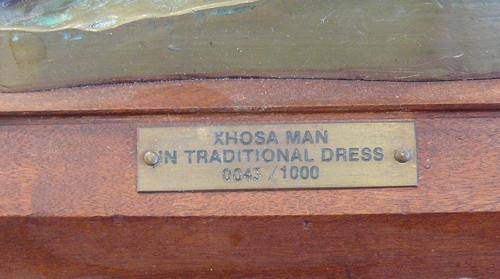 XHOSA MAN
IN TRADITIONAL DRESS
0043 / 1000